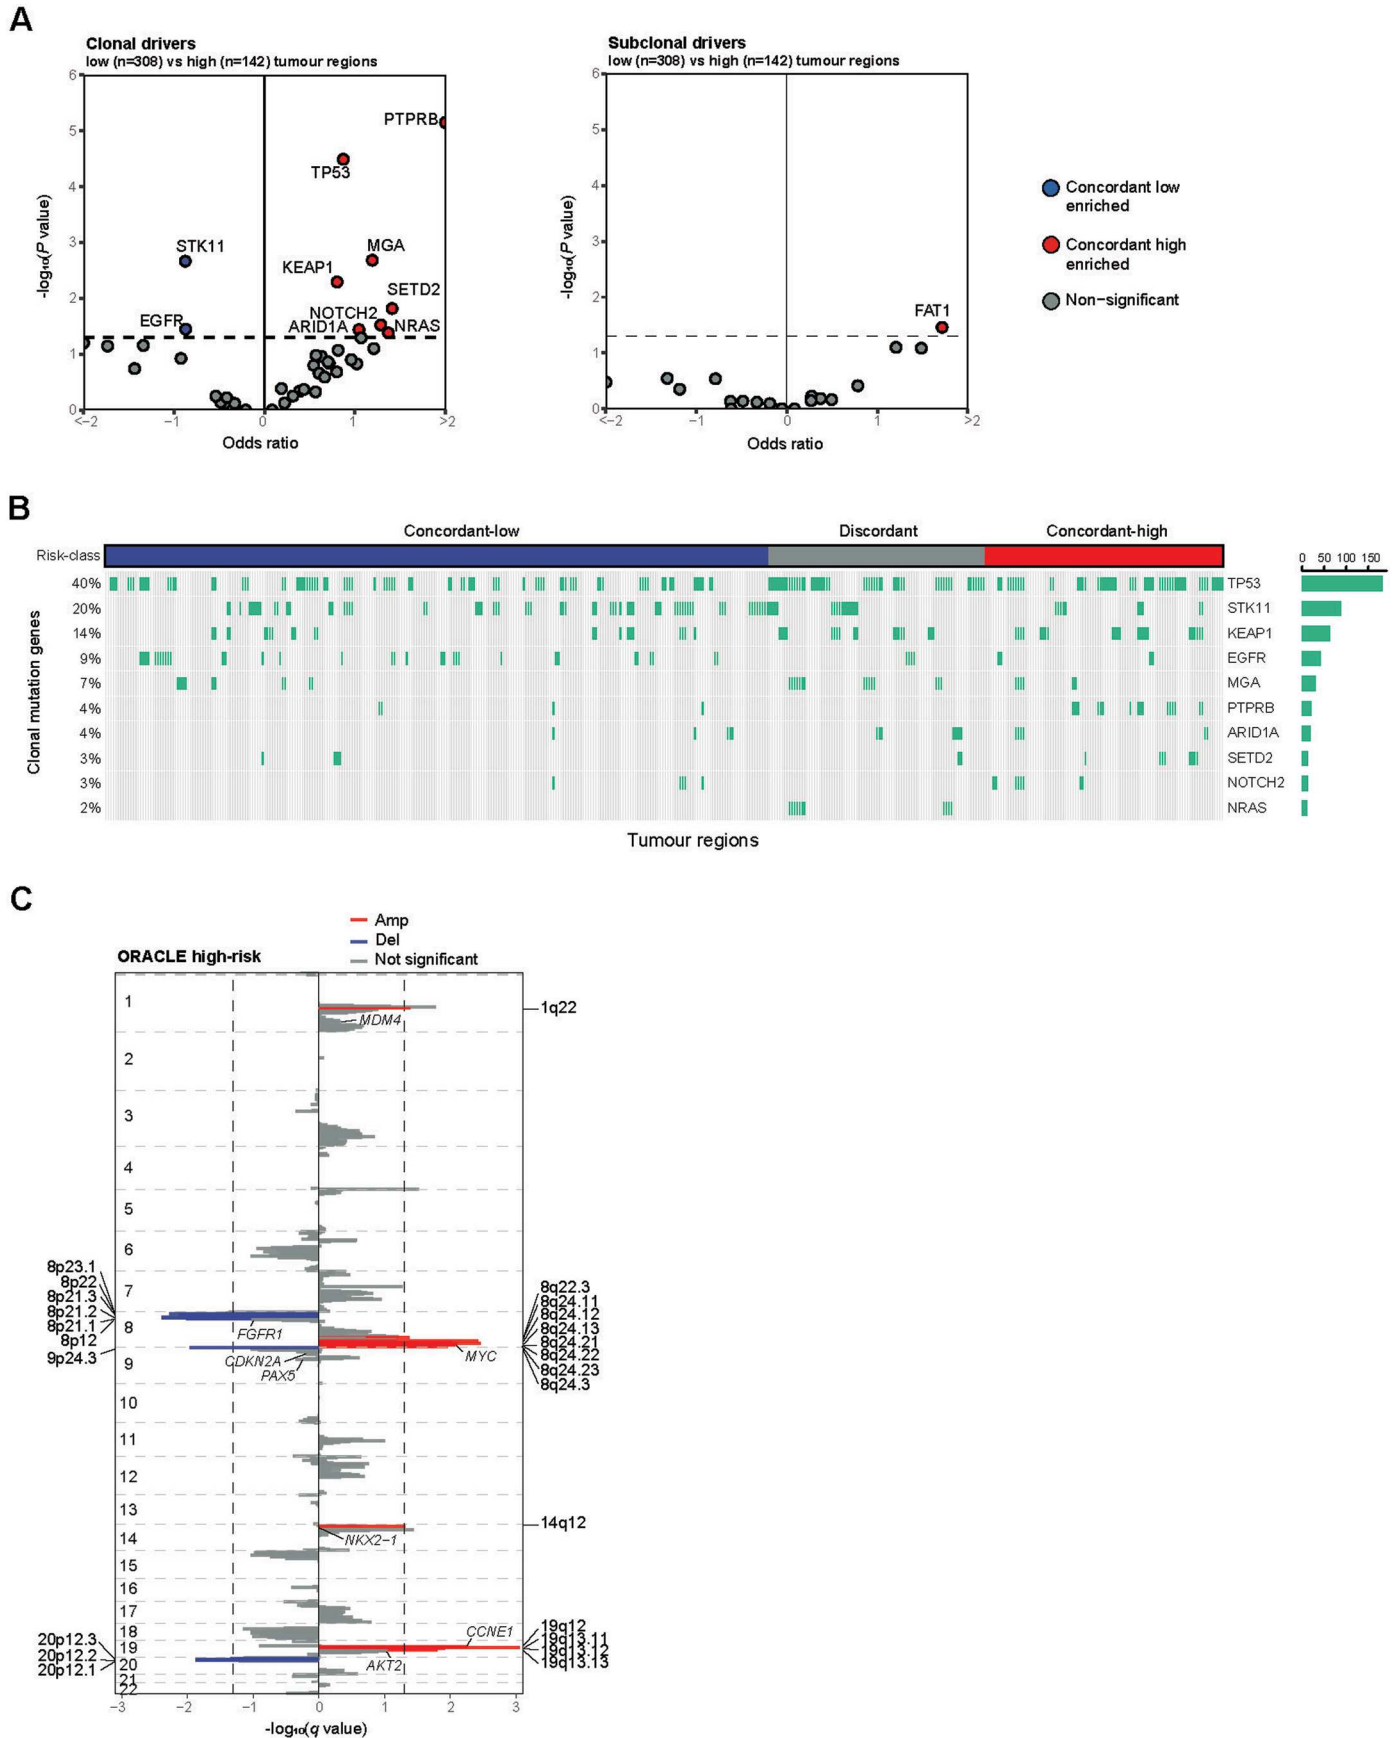 A
Clonal drivers
low (n=308) vs high (n=142) tumour regions
6
5
4
3
2
1
0
-log₁₀(P value)
PTPRB
TP53
STK11
MGA
KEAP1
SETD2
EGFR
NOTCH2
ARID1A
NRAS
<−2
−1
0
1
>2
Odds ratio
Subclonal drivers
low (n=308) vs high (n=142) tumour regions
6
5
4
3
2
1
0
-log₁₀(P value)
FAT1
<−2
−1
0
1
>2
Odds ratio
Concordant low
enriched
Concordant high
enriched
Non−significant
B
Concordant-low
Discordant
Concordant-high
Risk-class
0 50 100 150
Clonal mutation genes
40% TP53
20% STK11
14% KEAP1
9% EGFR
7% MGA
4% PTPRB
4% ARID1A
3% SETD2
3% NOTCH2
2% NRAS
Tumour regions
C
Amp
Del
Not significant
ORACLE high-risk
1
2
3
4
5
6
7
8
9
10
11
12
13
14
15
16
17
18
19
20
21
22
1q22
MDM4
8p23.1
8p22
8p21.3
8p21.2
8p21.1
8p12
9p24.3
FGFR1
CDKN2A
PAX5
MYC
8q22.3
8q24.11
8q24.12
8q24.13
8q24.21
8q24.22
8q24.23
8q24.3
14q12
NKX2−1
CCNE1
AKT2
19q12
19q13.11
19q13.12
19q13.13
20p12.3
20p12.2
20p12.1
−3
−2
−1
0
1
2
3
-log₁₀(q value)